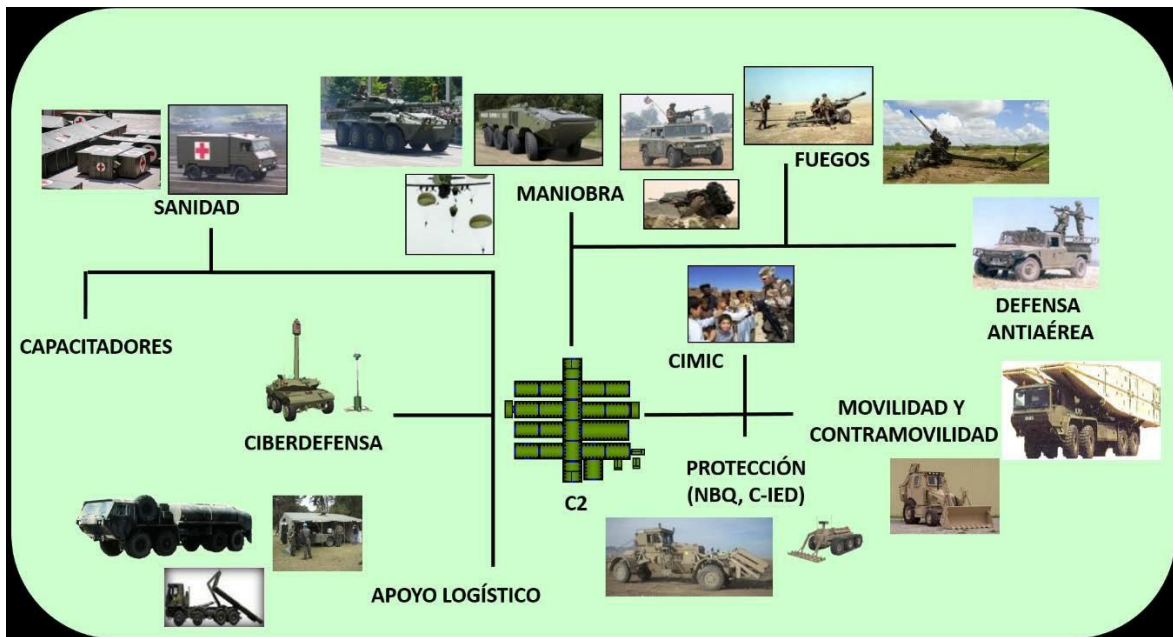 SANIDAD
MANIOBRA
FUEGOS
DEFENSA
ANTIAÉREA
CAPACITADORES
CIMIC
CIBERDEFENSA
MOVILIDAD Y
CONTRAMOVILIDAD
PROTECCIÓN
(NBQ, C-IED)
C2
APOYO LOGÍSTICO